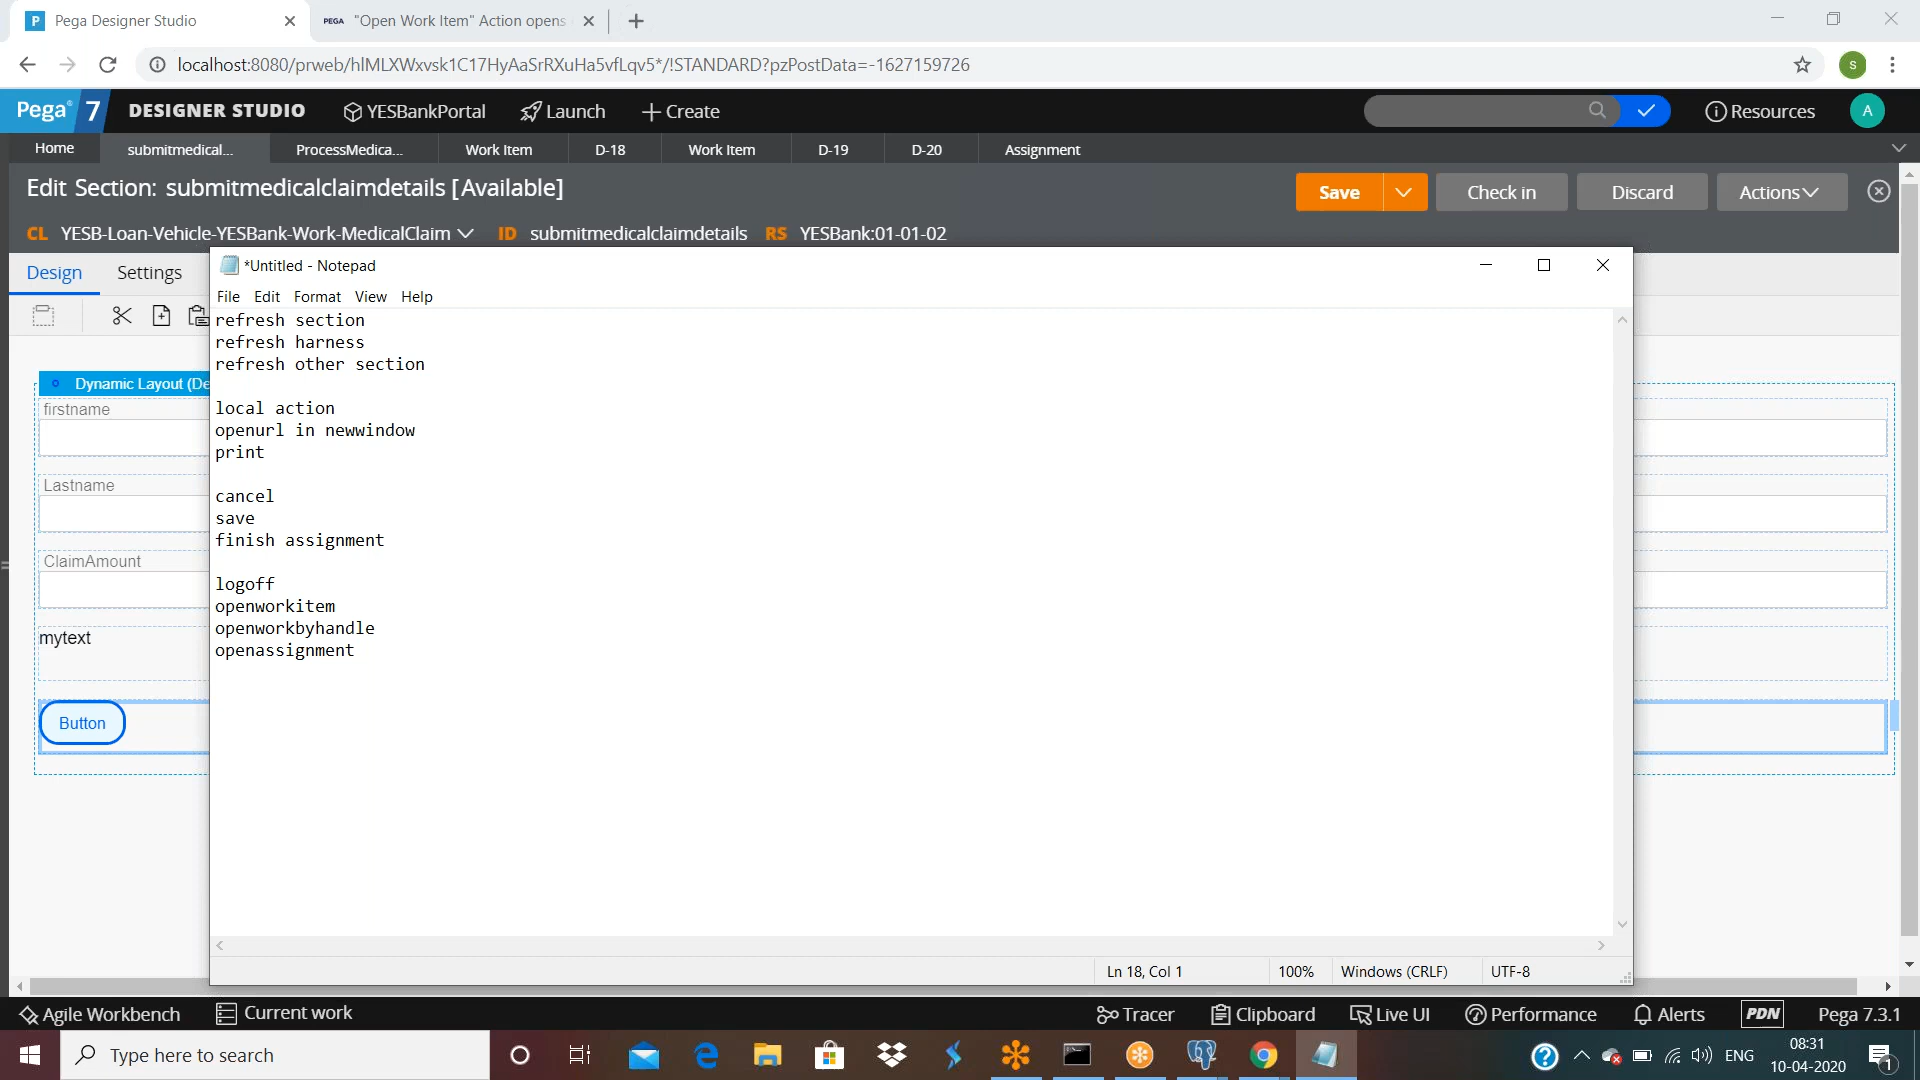 Pega Designer Studio
PEGA "Open Work Item" Action opens
localhost:8080/prweb/hIMLXWxvsk1C17HyAaSrRXuHa5vfLqv5*/!STANDARD?pzPostData=-1627159726
S
Pega 7 DESIGNER STUDIO YESBankPortal Launch Create Resources A
Home submitmedical... ProcessMedica... Work Item D-18 Work Item D-19 D-20 Assignment
Edit Section: submitmedicalclaimdetails [Available]
Save Check in Discard Actions
CL YESB-Loan-Vehicle-YESBank-Work-MedicalClaim ID submitmedicalclaimdetails RS YESBank:01-01-02
Design Settings
*Untitled - Notepad
File Edit Format View Help
refresh section
refresh harness
refresh other section
local action
openurl in newwindow
print
cancel
save
finish assignment
logoff
openworkitem
openworkbyhandle
openassignment
Dynamic Layout (De
firstname
Lastname
ClaimAmount
mytext
Button
Ln 18, Col 1 100% Windows (CRLF) UTF-8
Agile Workbench Current work Tracer Clipboard Live UI Performance Alerts PDN Pega 7.3.1
Type here to search
ENG
08:31
10-04-2020
1